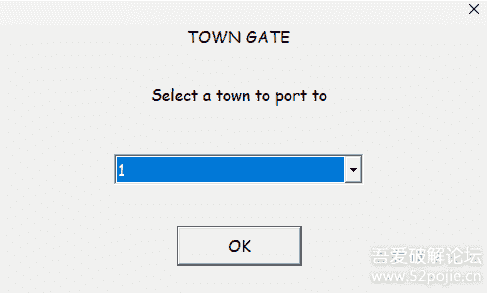 TOWN GATE
Select a town to port to
1
OK
吾爱破解论坛
www.52pojie.cn